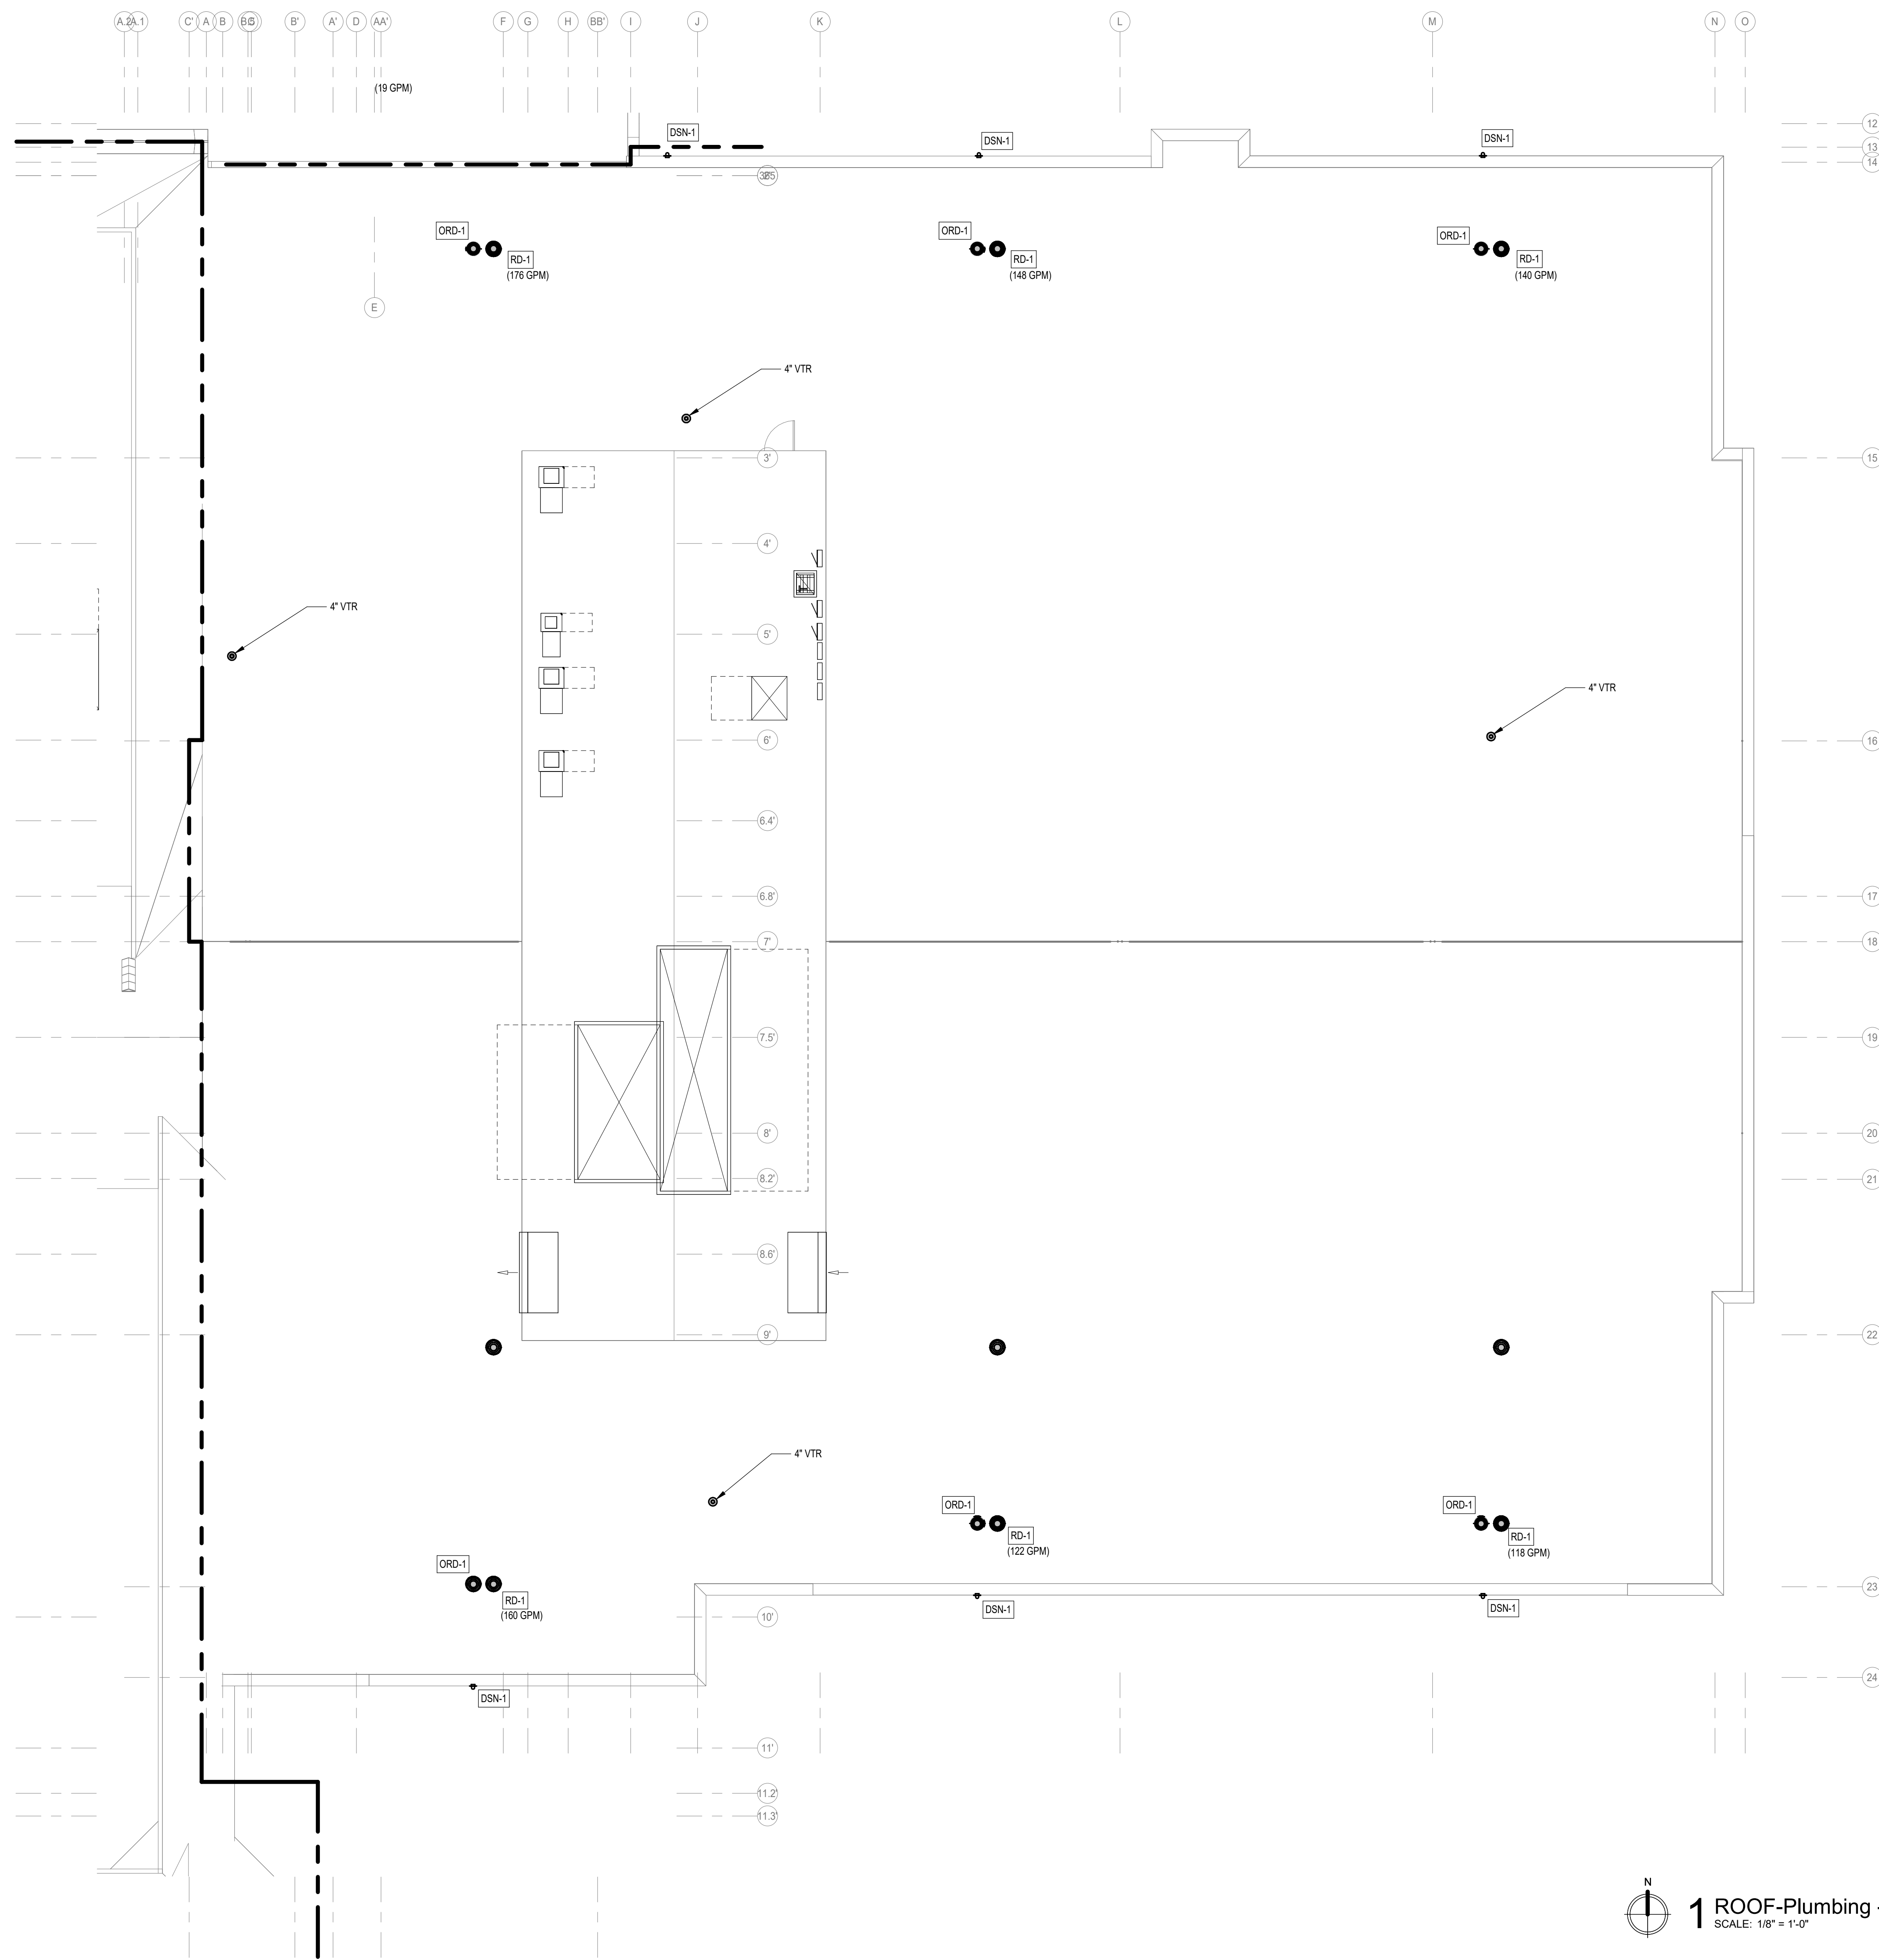 A.2 A.1 C' A B C B' A' D AA' F G H BB' I J K L M N O
(19 GPM)
12
DSN-1 DSN-1 DSN-1
13
14
ORD-1 ORD-1 ORD-1
RD-1 RD-1 RD-1
(176 GPM) (148 GPM) (140 GPM)
E
4" VTR
3' 15
4'
4" VTR
5'
4" VTR
6' 16
6.4'
6.8' 17
7' 18
7.5' 19
8' 20
8.2' 21
8.6'
9' 22
4" VTR
ORD-1 ORD-1
RD-1 RD-1
(122 GPM) (118 GPM)
ORD-1
23
RD-1
(160 GPM)
DSN-1 DSN-1
10'
24
DSN-1
11'
11.2'
11.3'
N
1 ROOF-Plumbing -
SCALE: 1/8" = 1'-0"